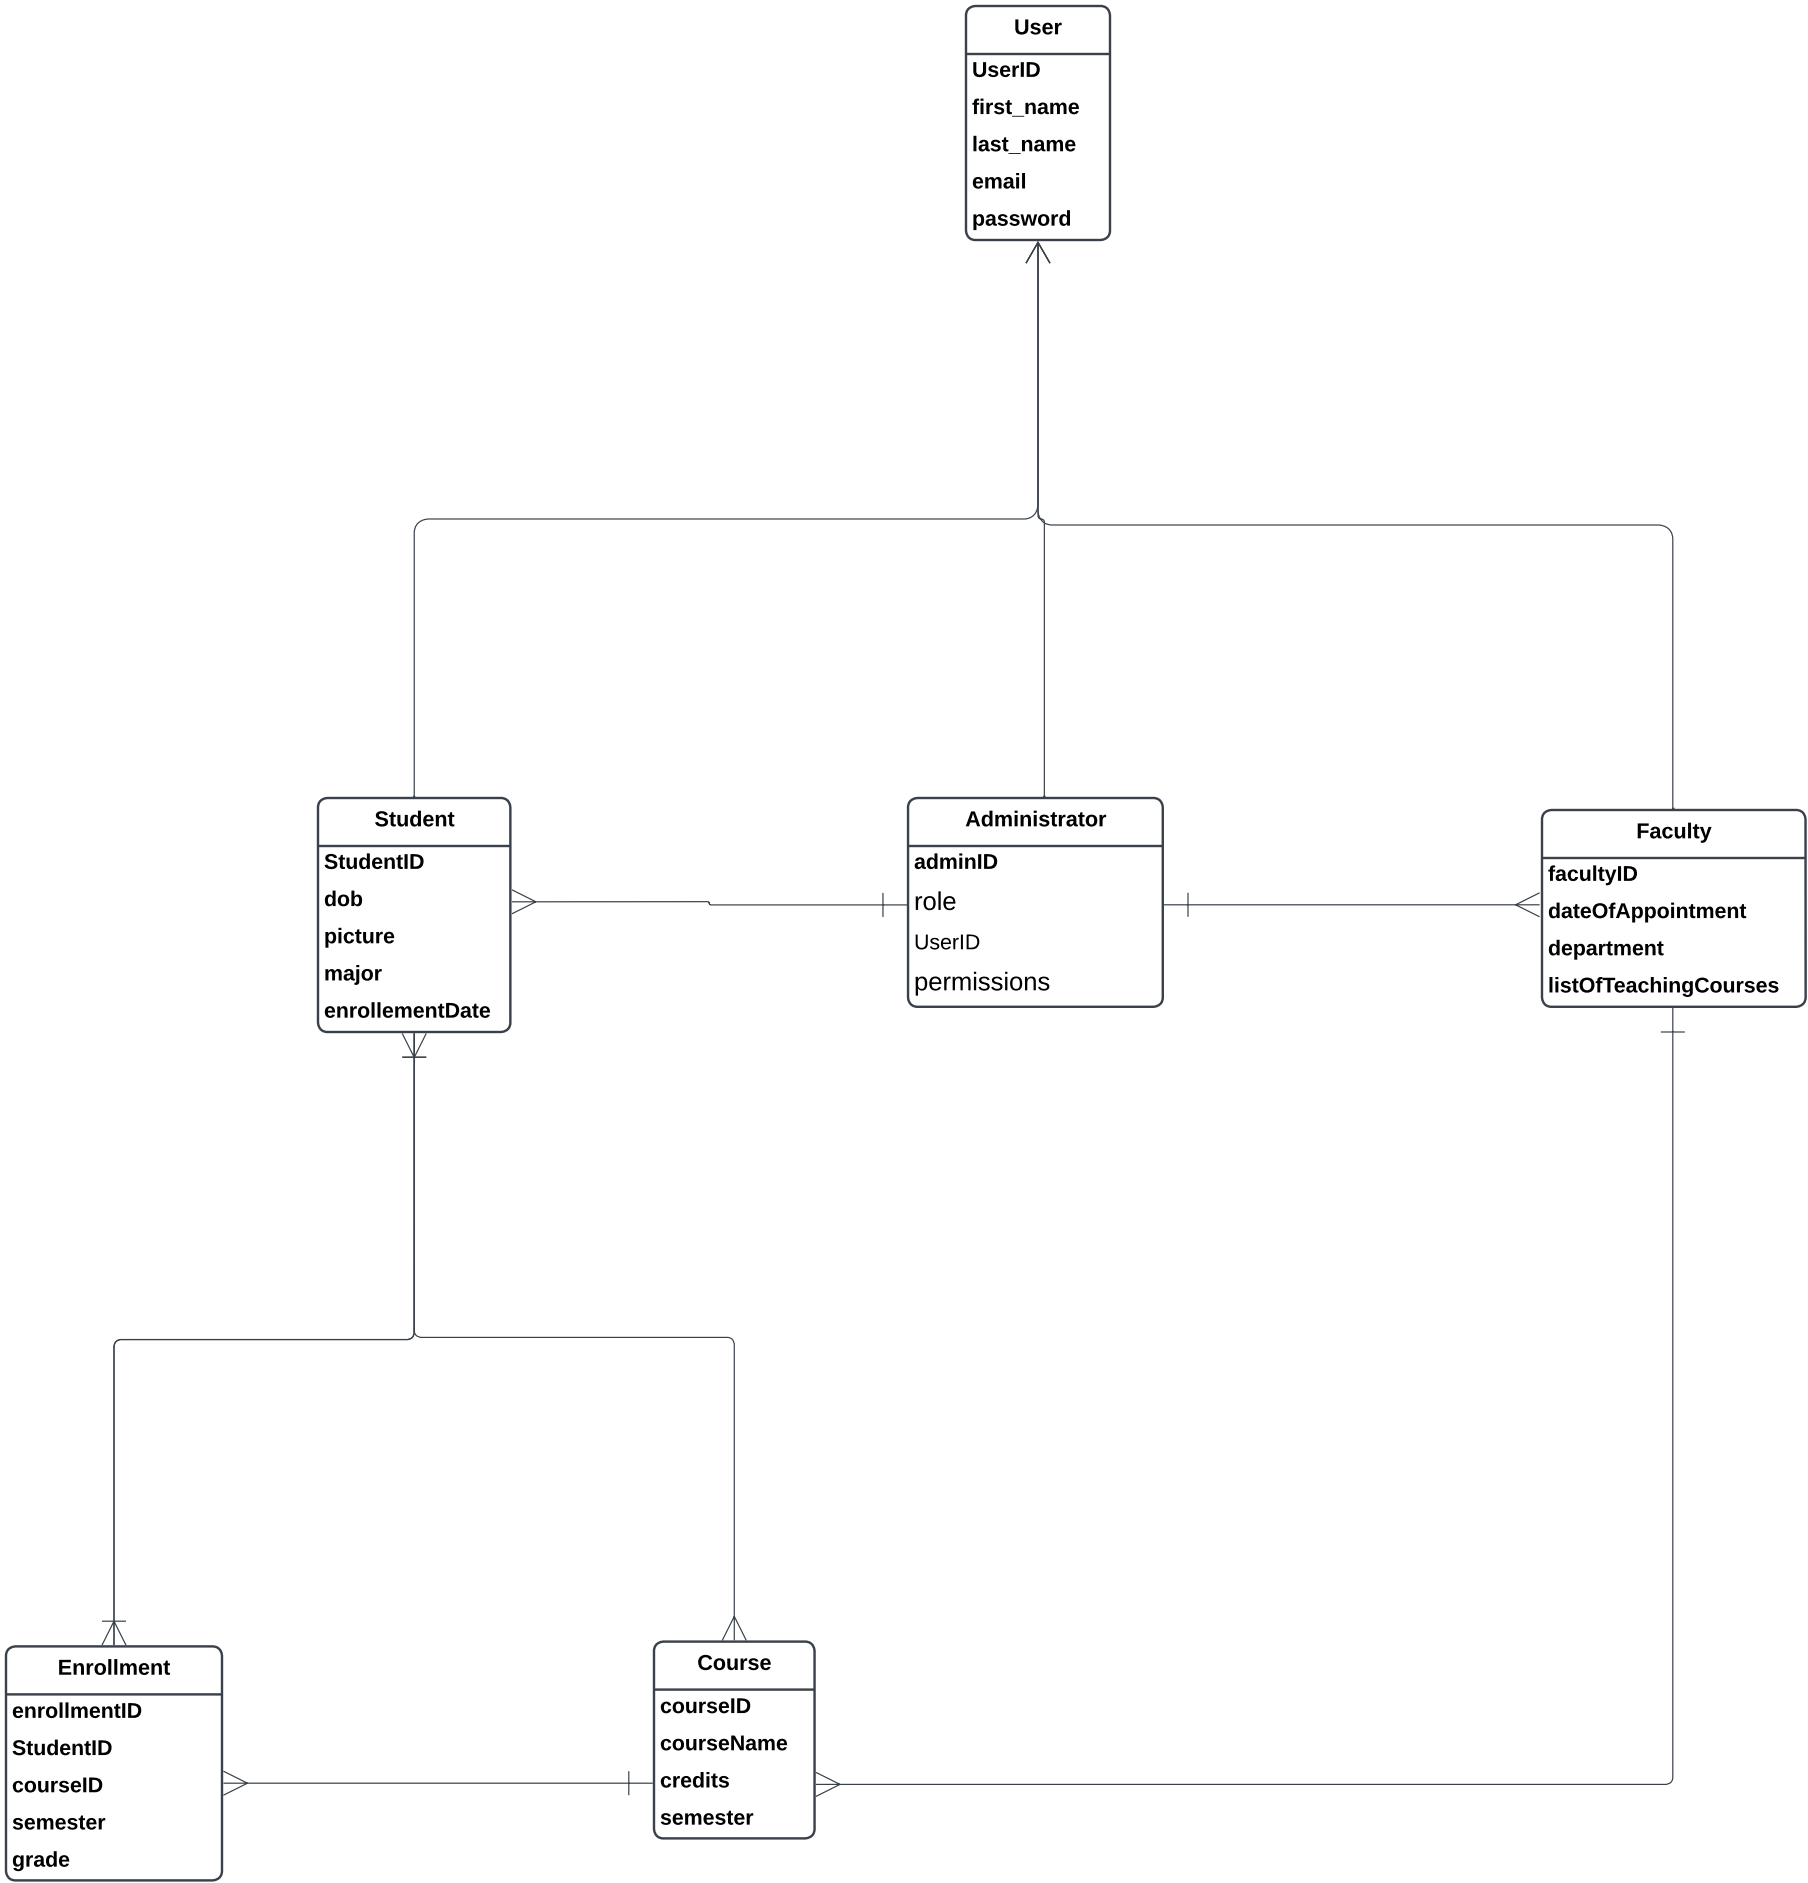 User
UserID
first_name
last_name
email
password
Student
StudentID
dob
picture
major
enrollementDate
Administrator
adminID
role
UserID
permissions
Faculty
facultyID
dateOfAppointment
department
listOfTeachingCourses
Enrollment
enrollmentID
StudentID
courseID
semester
grade
Course
courseID
courseName
credits
semester